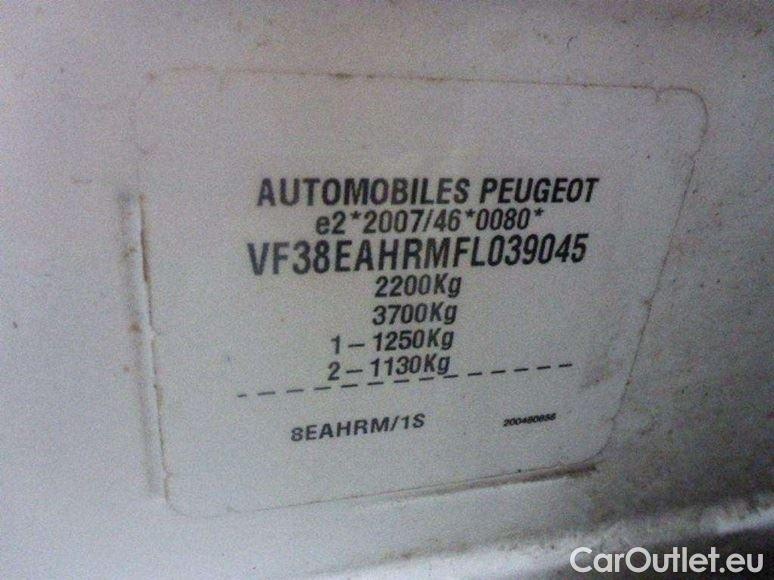 AUTOMOBILES PEUGEOT
e2*2007/46*0080*
VF38EAHRMFL039045
2200Kg
3700Kg
1-1250Kg
2-1130Kg
8EAHRM/1S
CarOutlet.eu